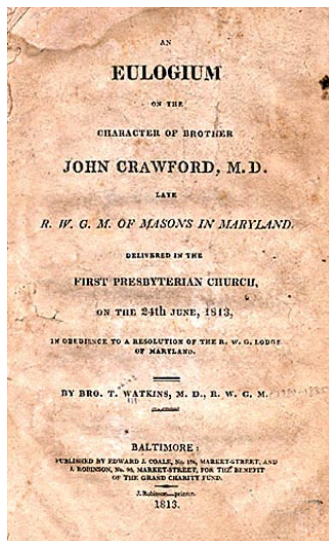 AN
EULOGIUM
ON THE
CHARACTER OF BROTHER
JOHN CRAWFORD, M. D.
LATE
R. W. G. M. OF MASONS IN MARYLAND.
DELIVERED IN THE
FIRST PRESBYTERIAN CHURCH,
ON THE 24th JUNE, 1813,
IN OBEDIENCE TO A RESOLUTION OF THE R. W. G. LODGE
OF MARYLAND.
BY BRO. T. WATKINS, M. D., R. W. G. M.
BALTIMORE:
PUBLISHED BY EDWARD J. COALE, No. 176, MARKET-STREET, AND
J. ROBINSON, No. 96, MARKET-STREET, FOR THE BENEFIT
OF THE GRAND CHARITY FUND.
J. Robinson—printer.
1813.